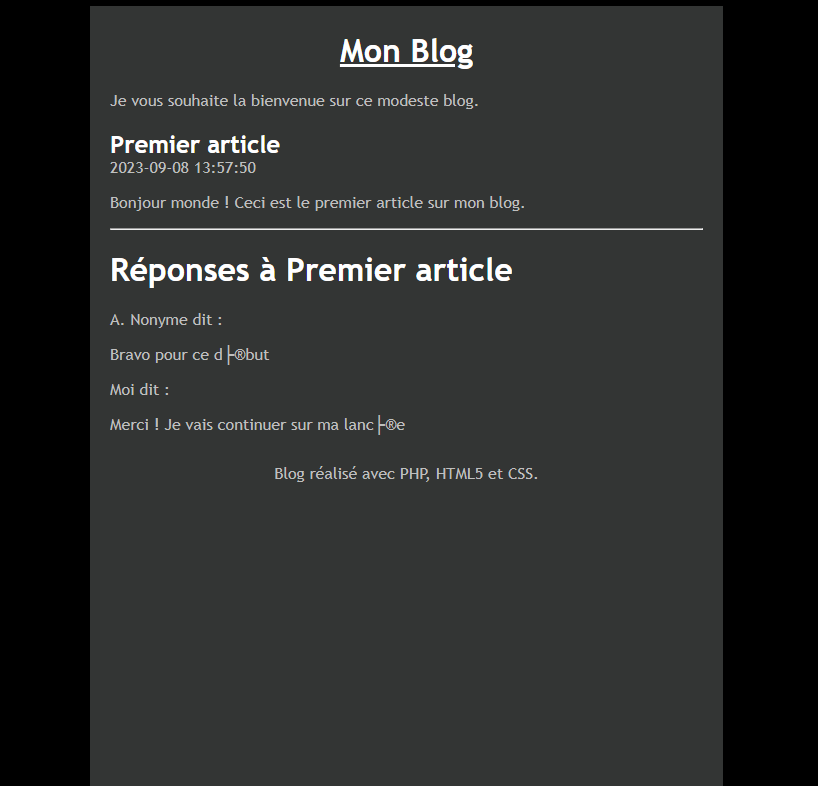 Mon Blog
Je vous souhaite la bienvenue sur ce modeste blog.
Premier article
2023-09-08 13:57:50
Bonjour monde ! Ceci est le premier article sur mon blog.
Réponses à Premier article
A. Nonyme dit :
Bravo pour ce d├®but
Moi dit :
Merci ! Je vais continuer sur ma lanc├®e
Blog réalisé avec PHP, HTML5 et CSS.